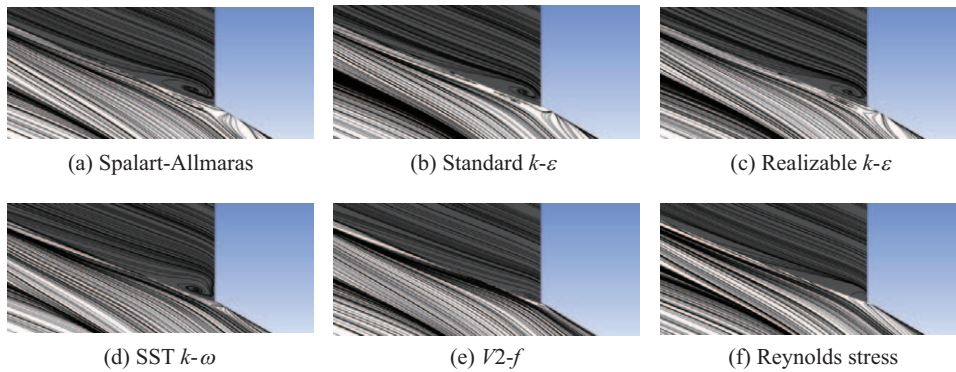 (a) Spalart-Allmaras
(b) Standard k-ε
(c) Realizable k-ε
(d) SST k-ω
(e) V2-f
(f) Reynolds stress